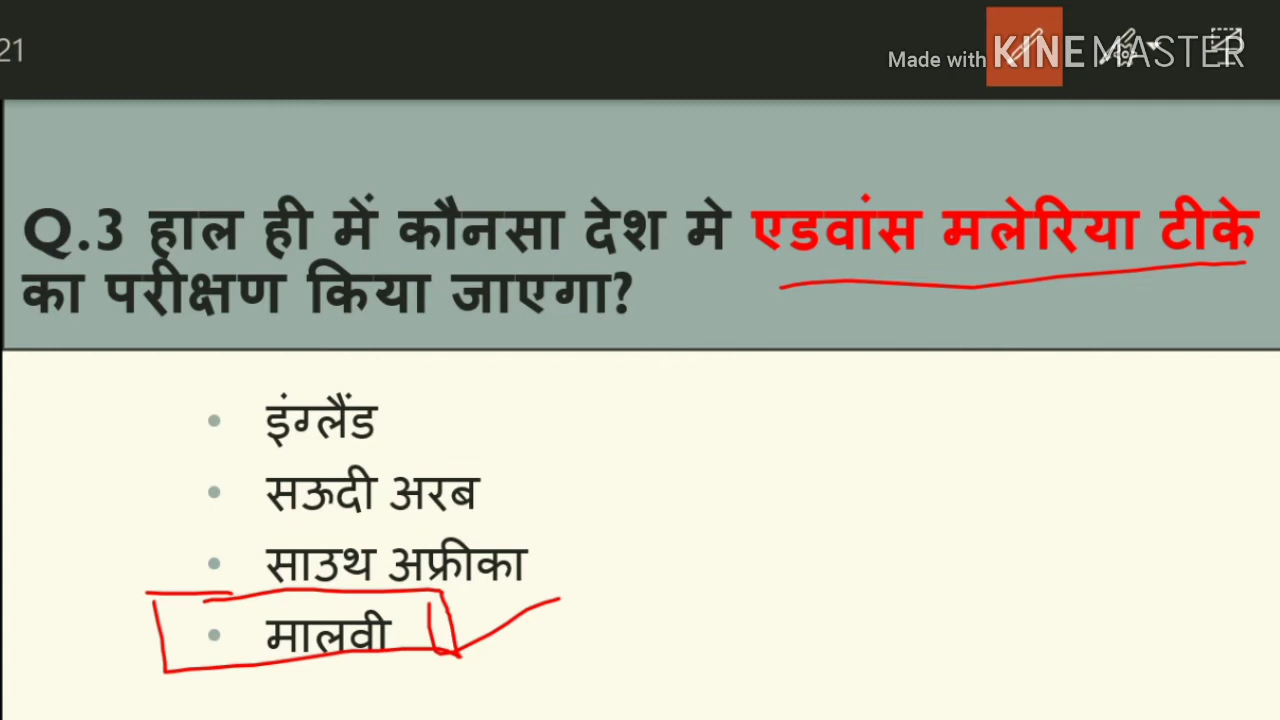 21
Made with KINEMASTER
Q.3 हाल ही में कौनसा देश मे एडवांस मलेरिया टीके
का परीक्षण किया जाएगा?
• इंग्लैंड
• सऊदी अरब
• साउथ अफ्रीका
• मालवी